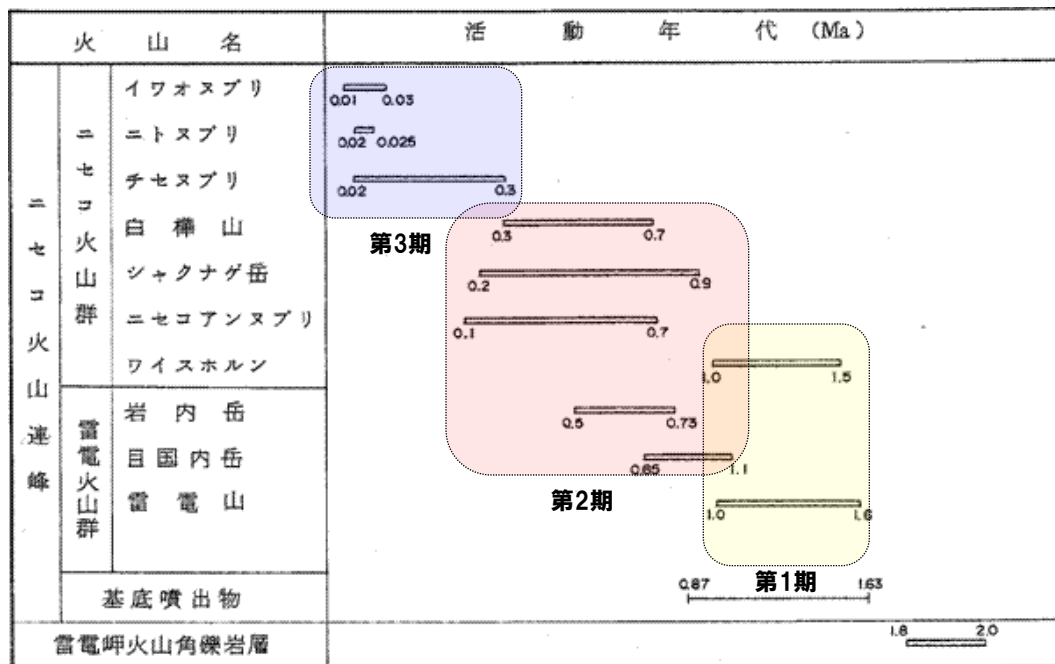 火山名 活動年代 (Ma)
ニセコ火山連峰
ニセコ火山群
イワオヌプリ 0.01 0.03
ニトヌプリ 0.02 0.025
チセヌプリ 0.02 0.3
第3期
白樺山 0.3 0.7
シャクナゲ岳 0.2 0.9
ニセコアンヌプリ 0.1 0.7
ワイスホルン 1.0 1.5
雷電火山群
岩内岳 0.5 0.73
目国内岳 0.65 1.1
第2期
雷電山 1.0 1.6
第1期
基底噴出物 0.87 1.63
雷電岬火山角礫岩層 1.8 2.0